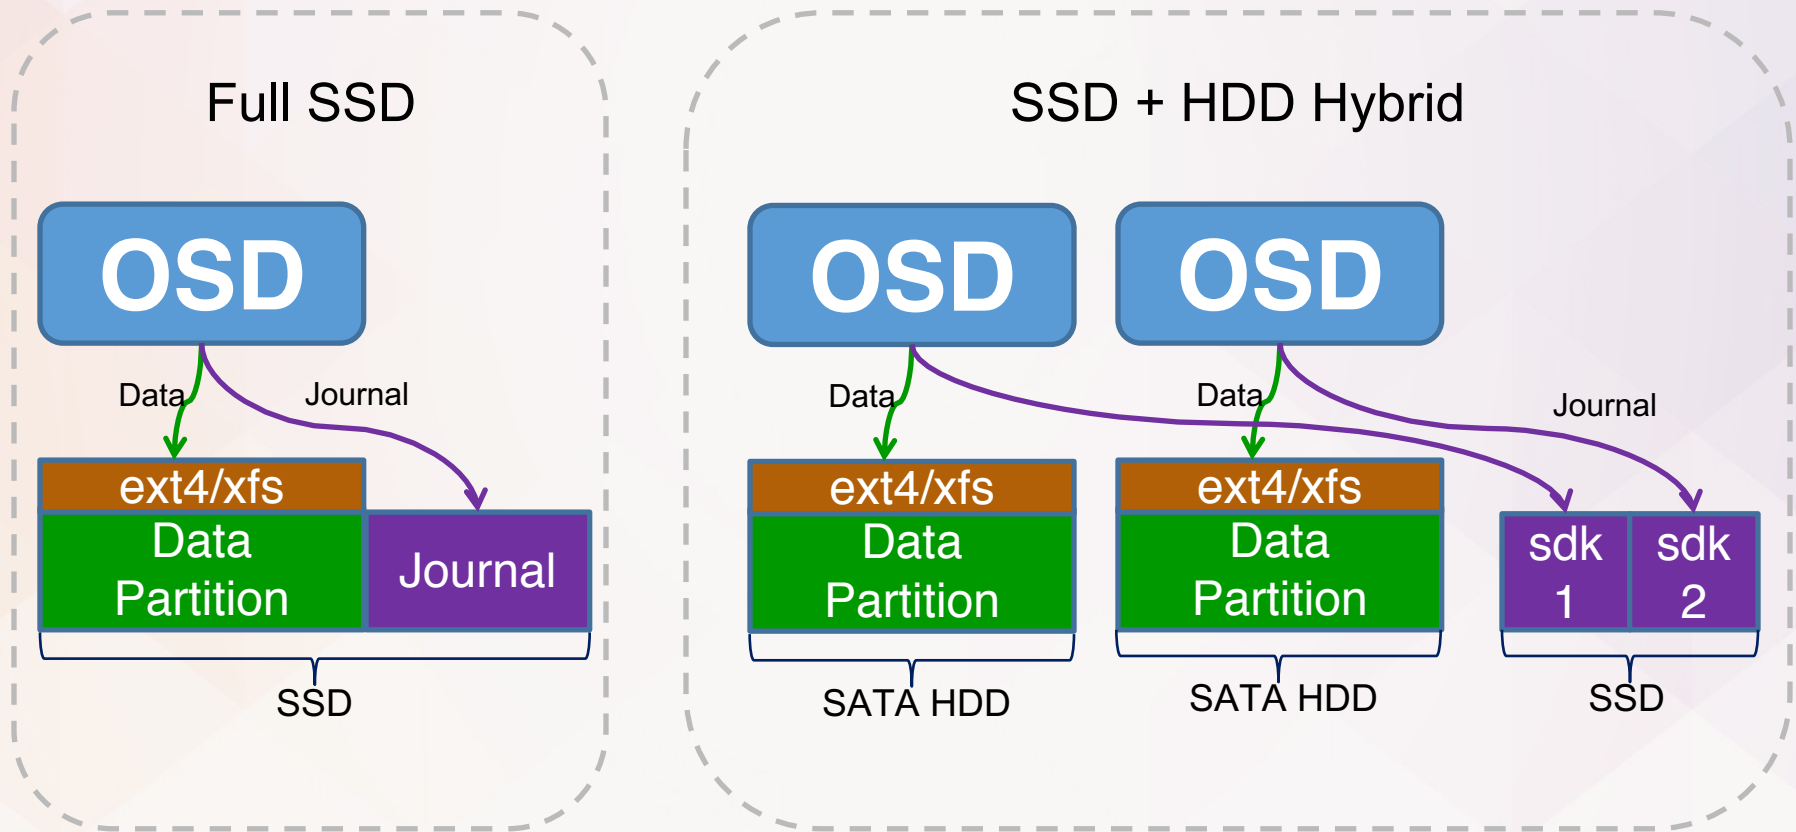 Full SSD
OSD
Data
Journal
ext4/xfs
Data
Partition
Journal
SSD
SSD + HDD Hybrid
OSD
OSD
Data
Data
Journal
ext4/xfs
Data
Partition
ext4/xfs
Data
Partition
sdk
1
sdk
2
SATA HDD
SATA HDD
SSD